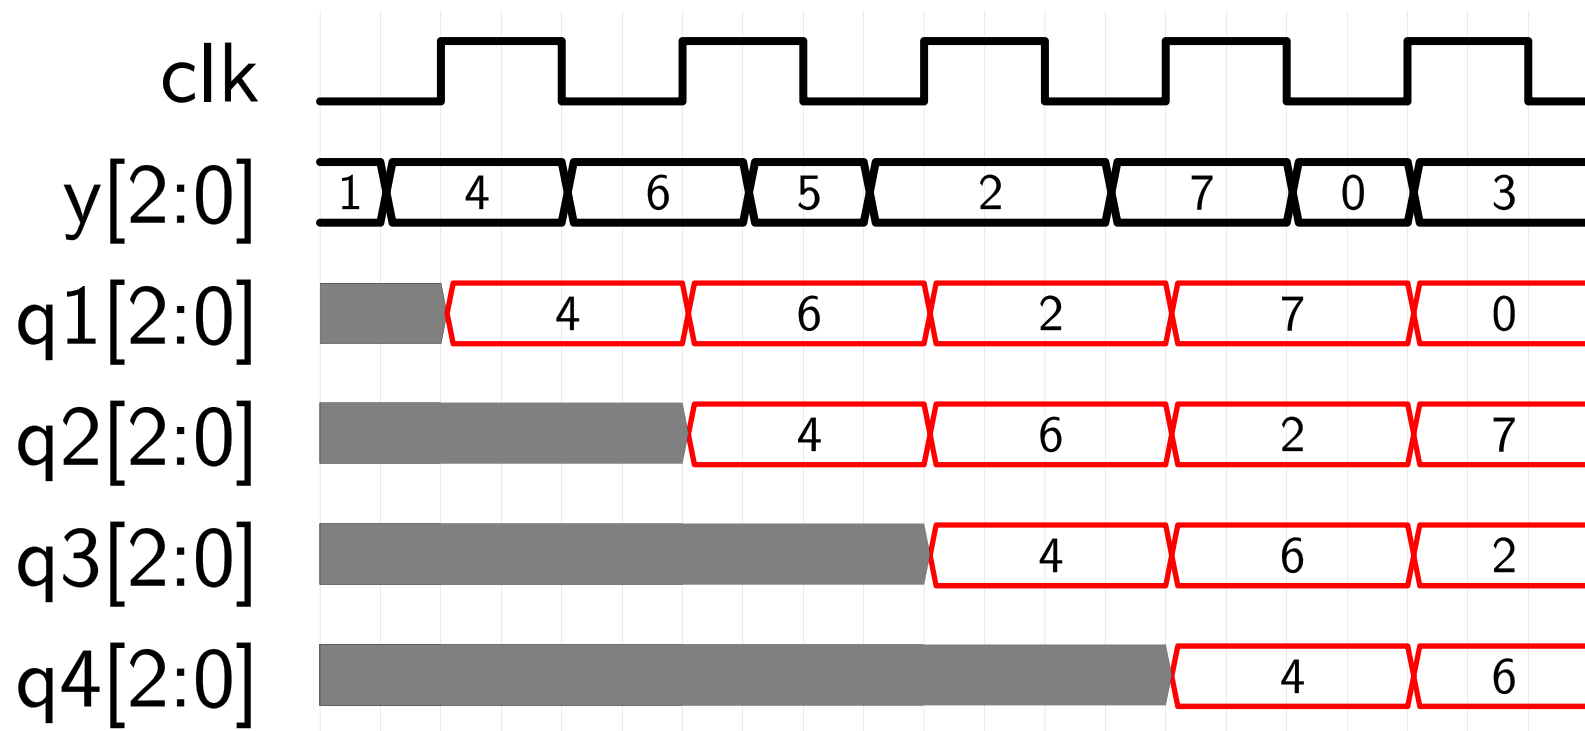 clk
y[2:0] 1 4 6 5 2 7 0 3
q1[2:0] 4 6 2 7 0
q2[2:0] 4 6 2 7
q3[2:0] 4 6 2
q4[2:0] 4 6